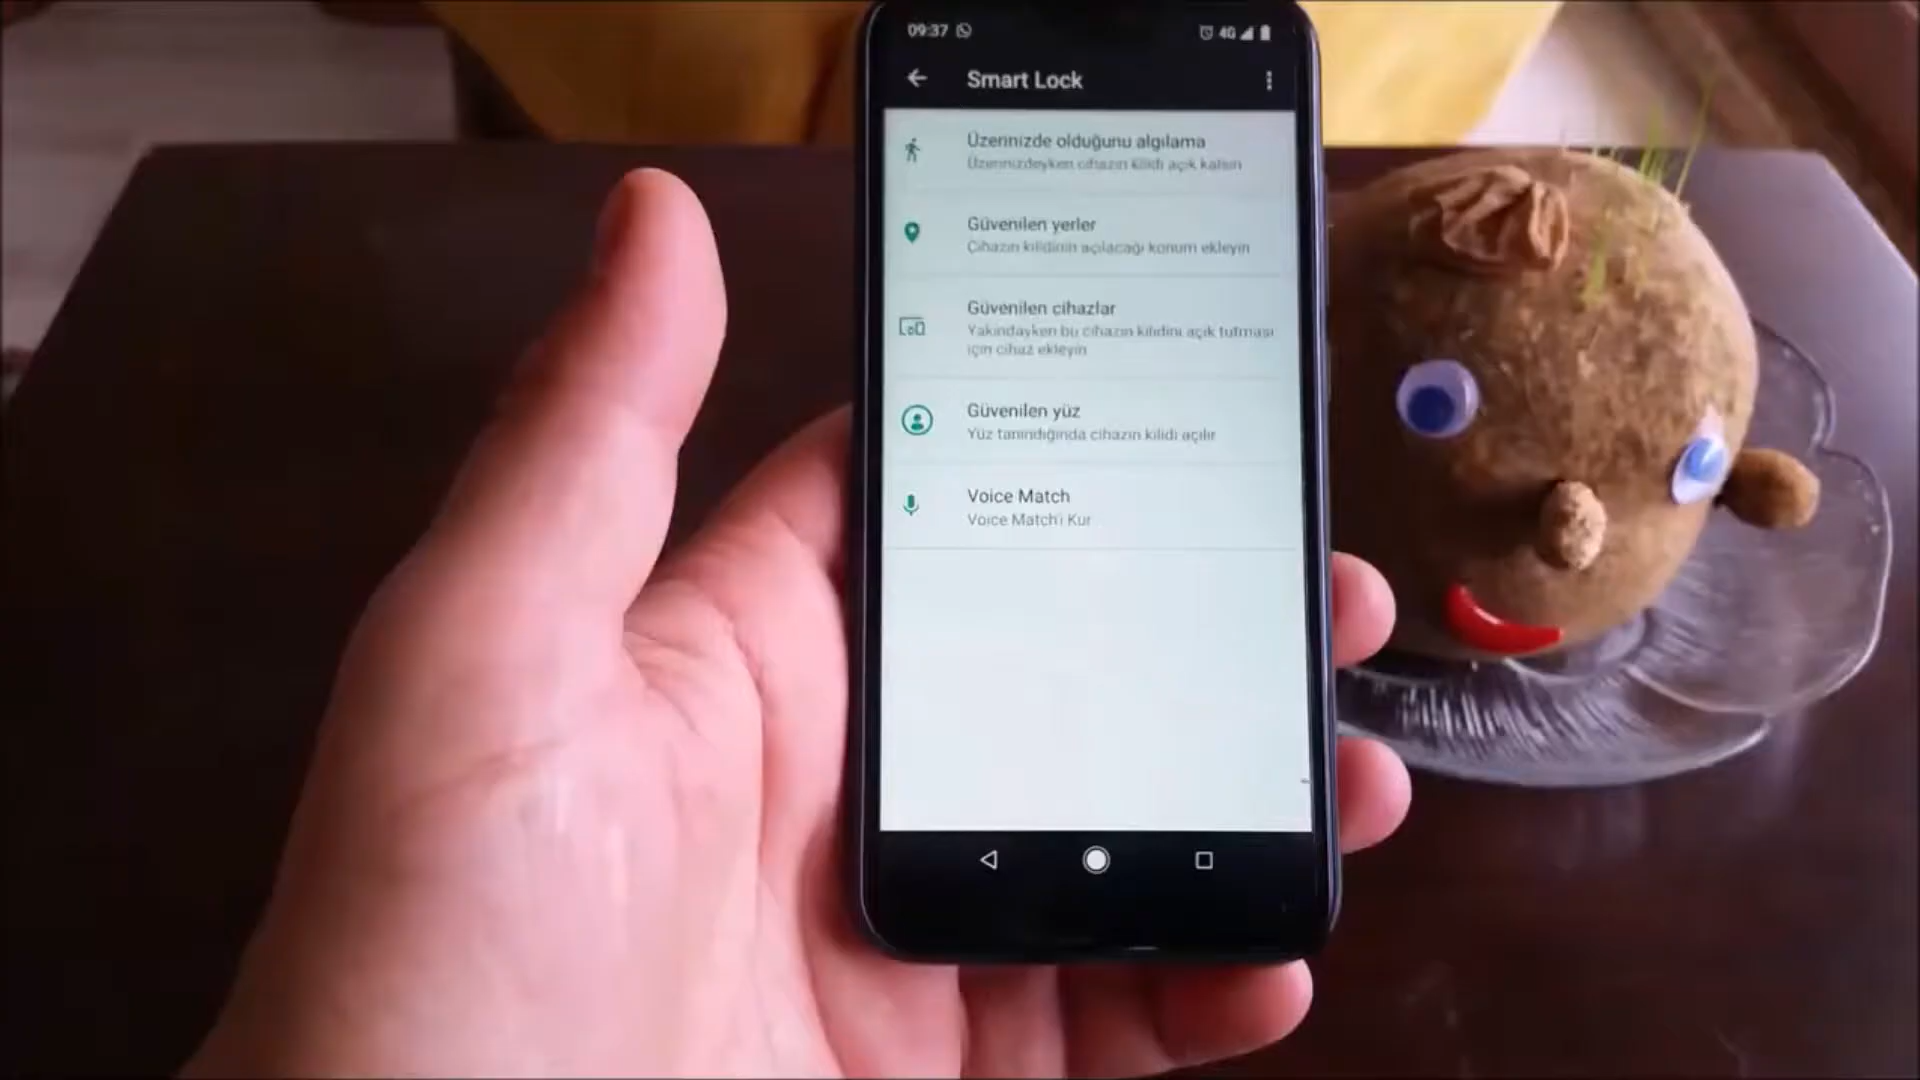 09:37
4G
Smart Lock
Üzerinizde olduğunu algılama
Üzerinizdeyken cihazın kilidi açık kalsın
Güvenilen yerler
Cihazın kilidinin açılacağı konum ekleyin
Güvenilen cihazlar
Yakındayken bu cihazın kilidini açık tutması
için cihaz ekleyin
Güvenilen yüz
Yüz tanındığında cihazın kilidi açılır
Voice Match
Voice Match'i Kur